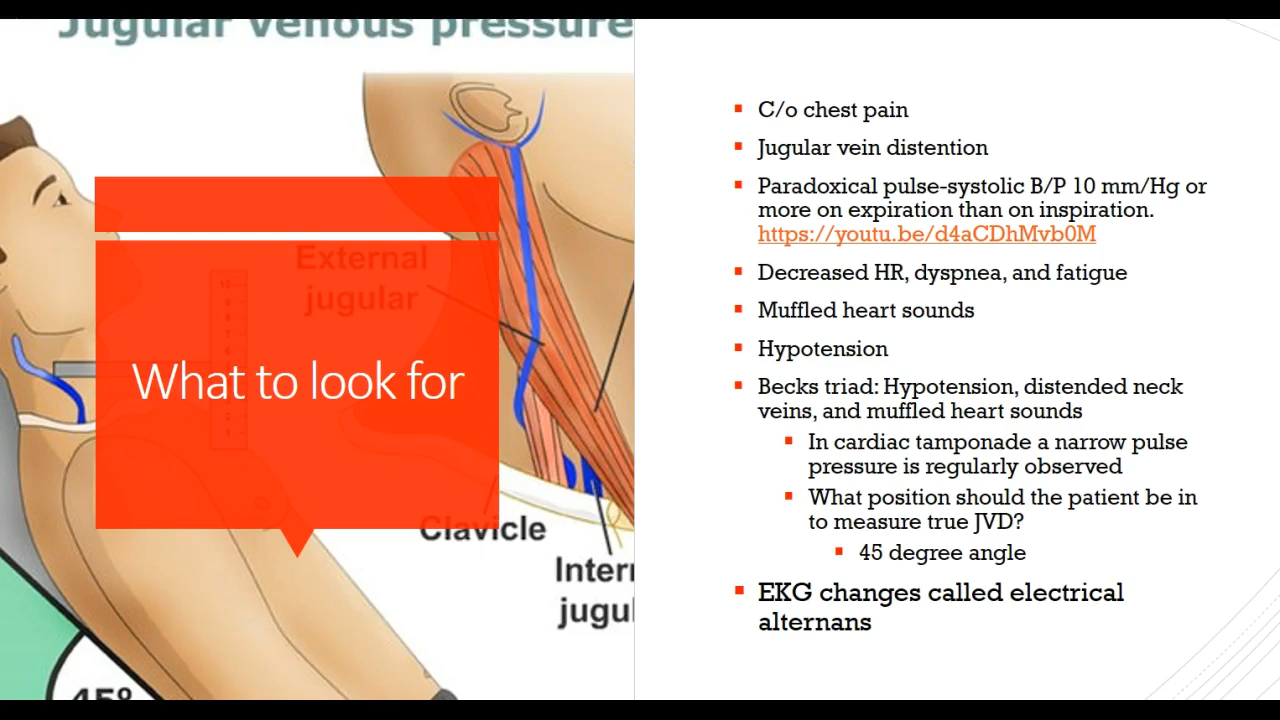 Jugular venous pressure
External
jugular
What to look for
Clavicle
45°
C/o chest pain
Jugular vein distention
Paradoxical pulse-systolic B/P 10 mm/Hg or
more on expiration than on inspiration.
https://youtu.be/d4aCDhMvb0M
Decreased HR, dyspnea, and fatigue
Muffled heart sounds
Hypotension
Becks triad: Hypotension, distended neck
veins, and muffled heart sounds
In cardiac tamponade a narrow pulse
pressure is regularly observed
What position should the patient be in
to measure true JVD?
45 degree angle
EKG changes called electrical
alternans